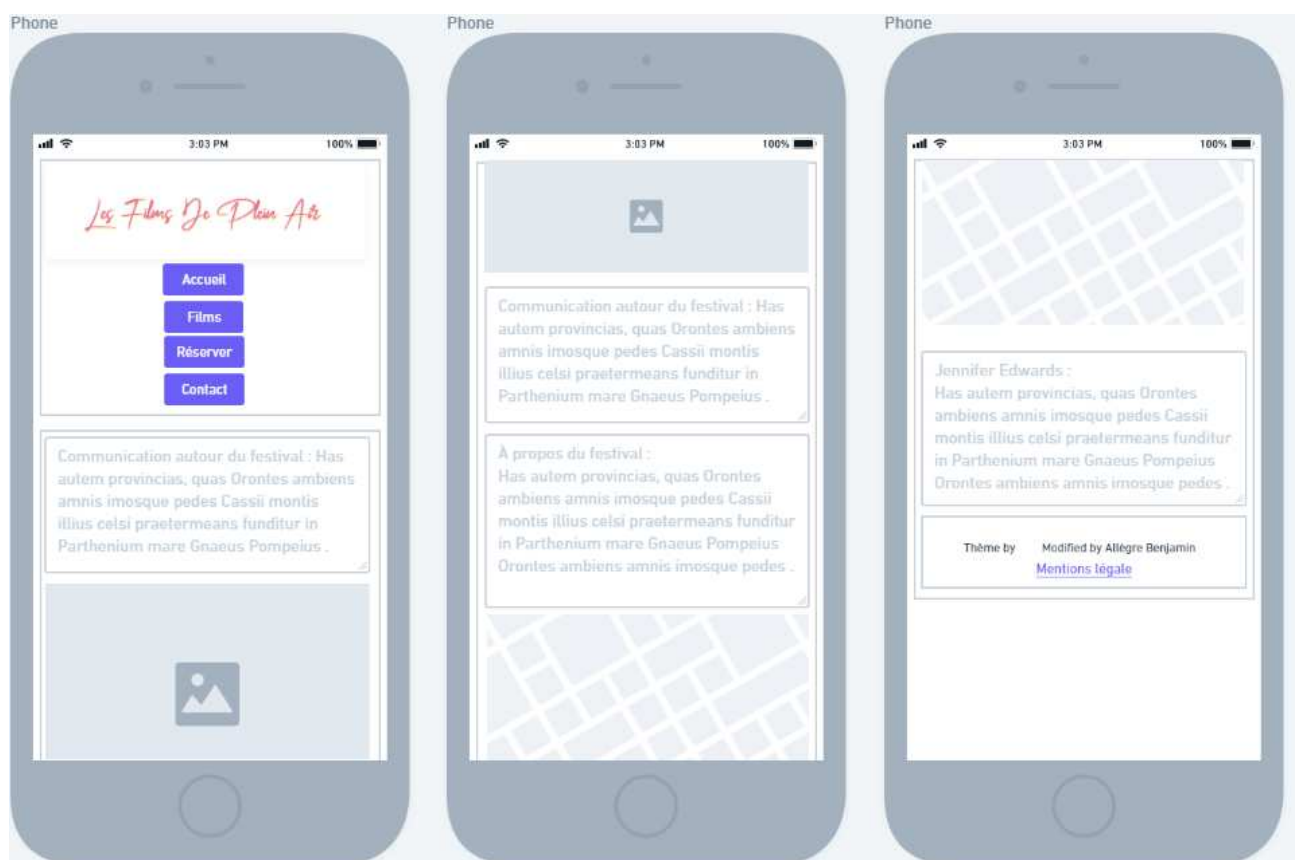 Phone
3:03 PM
100%
Les Films De Plein Air
Accueil
Films
Réserver
Contact
Communication autour du festival : Has
autem provincias, quas Orontes ambiens
amnis imosque pedes Cassii montis
illius celsi praetermeans funditur in
Parthenium mare Gnaeus Pompeius .
Phone
3:03 PM
100%
Communication autour du festival : Has
autem provincias, quas Orontes ambiens
amnis imosque pedes Cassii montis
illius celsi praetermeans funditur in
Parthenium mare Gnaeus Pompeius .
À propos du festival :
Has autem provincias, quas Orontes
ambiens amnis imosque pedes Cassii
montis illius celsi praetermeans funditur
in Parthenium mare Gnaeus Pompeius
Orontes ambiens amnis imosque pedes .
Phone
3:03 PM
100%
Jennifer Edwards :
Has autem provincias, quas Orontes
ambiens amnis imosque pedes Cassii
montis illius celsi praetermeans funditur
in Parthenium mare Gnaeus Pompeius
Orontes ambiens amnis imosque pedes .
Thème by Modified by Allègre Benjamin
Mentions légale